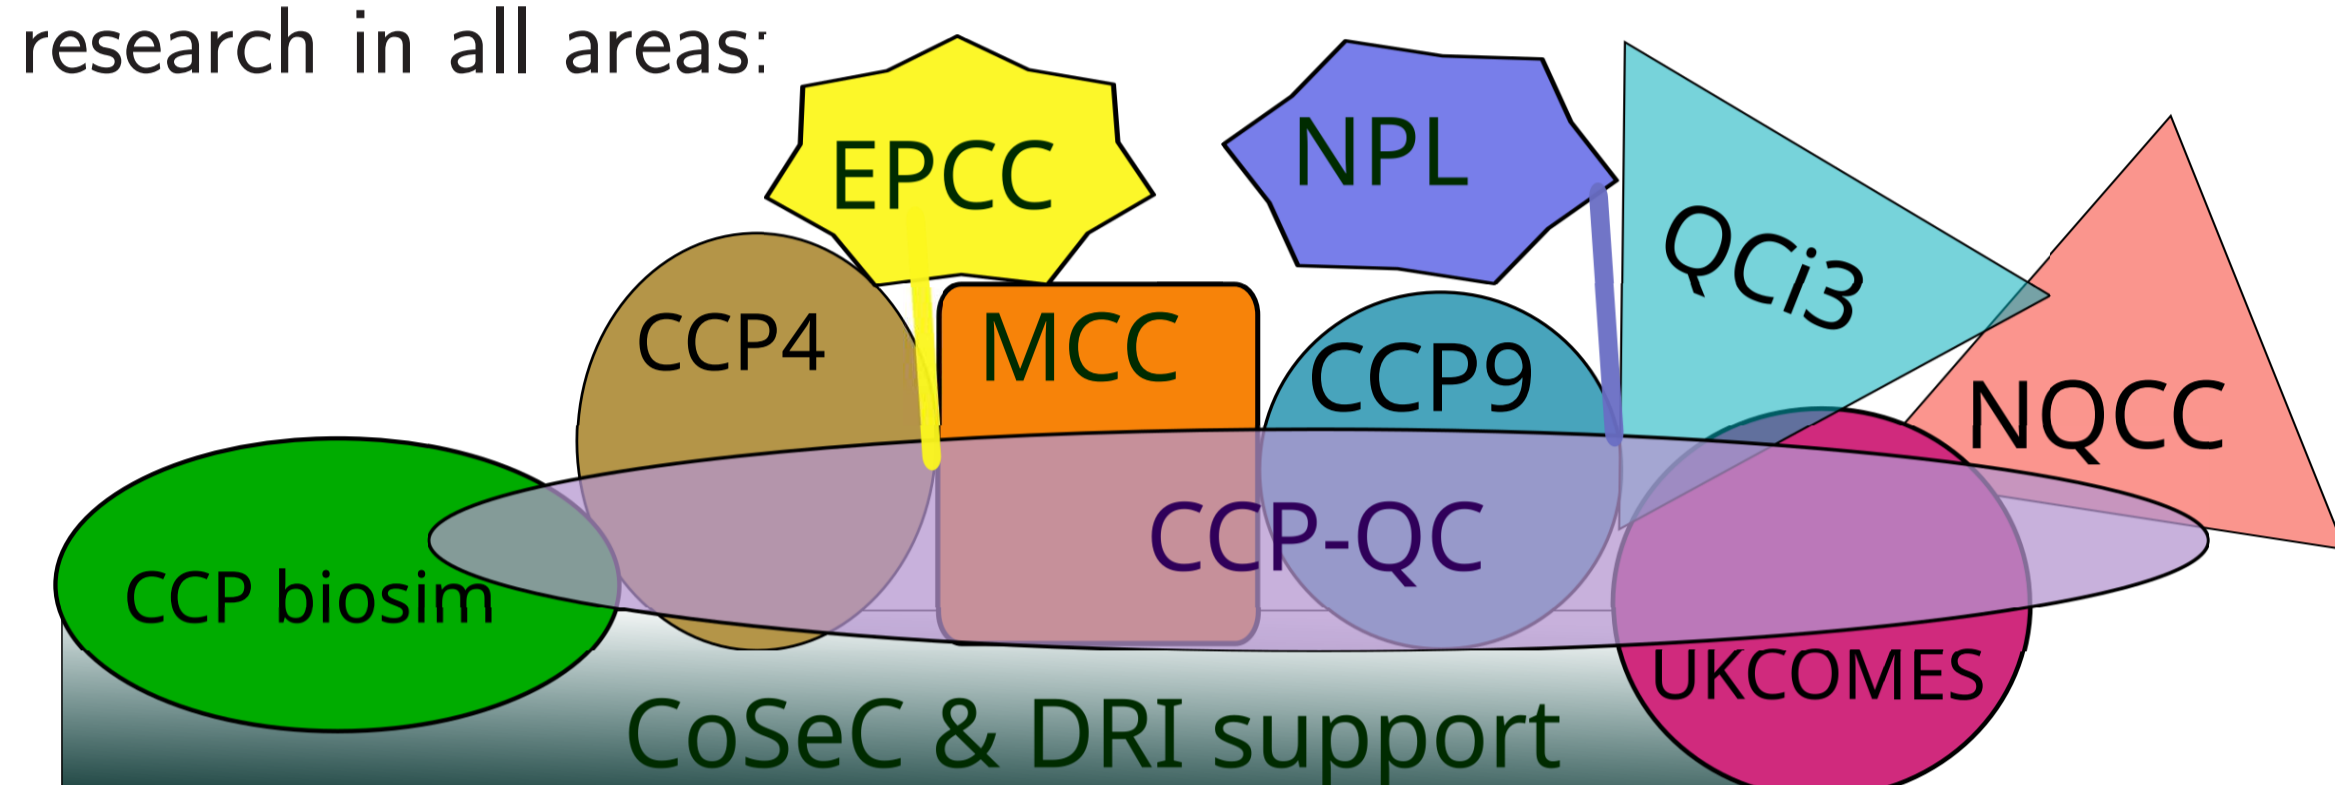 research in all areas:
EPCC
NPL
QCi3
CCP4
MCC
CCP9
NQCC
CCP-QC
CCP biosim
UKCOMES
CoSeC & DRI support